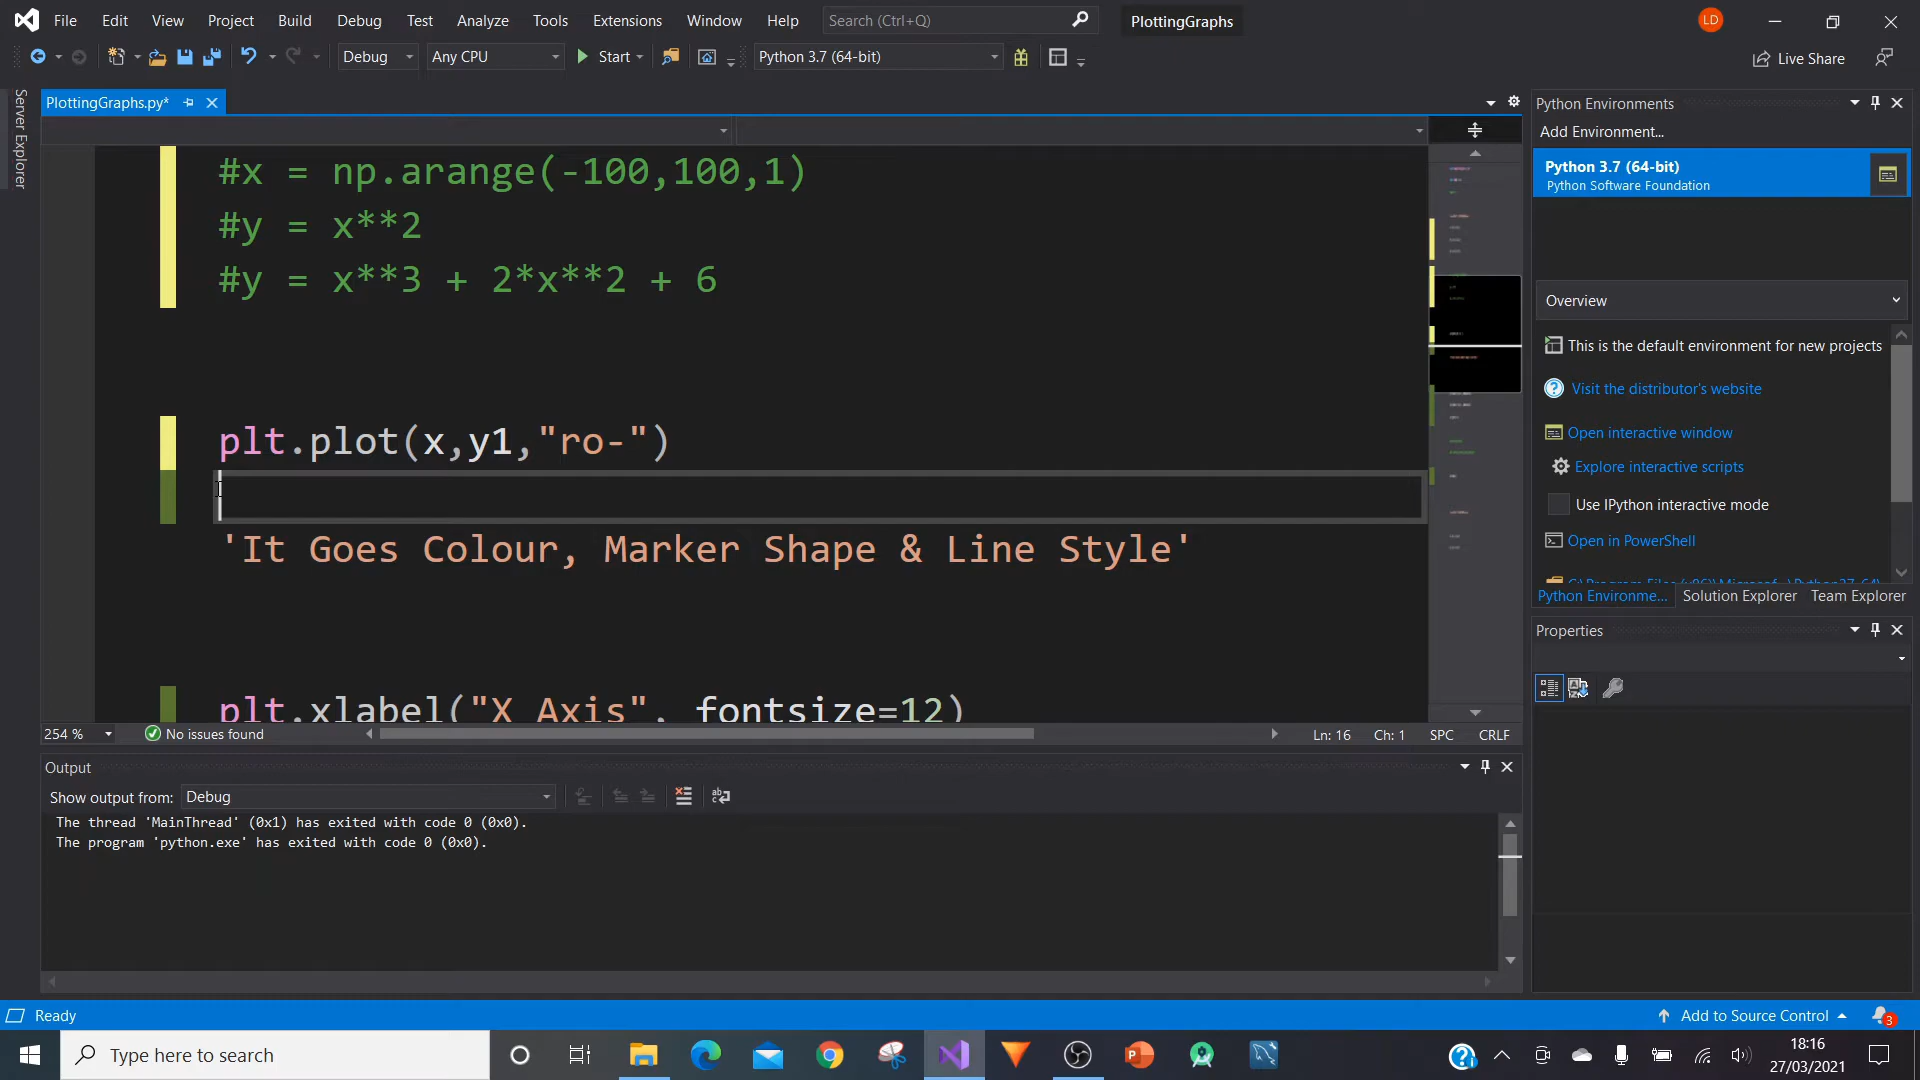 File Edit View Project Build Debug Test Analyze Tools Extensions Window Help Search (Ctrl+Q) PlottingGraphs LD
Debug Any CPU Start Python 3.7 (64-bit) Live Share
Server Explorer
PlottingGraphs.py*
#x = np.arange(-100,100,1)
#y = x**2
#y = x**3 + 2*x**2 + 6
plt.plot(x,y1,"ro-")
'It Goes Colour, Marker Shape & Line Style'
plt.xlabel("X Axis", fontsize=12)
254 % No issues found Ln: 16 Ch: 1 SPC CRLF
Output
Show output from: Debug
The thread 'MainThread' (0x1) has exited with code 0 (0x0).
The program 'python.exe' has exited with code 0 (0x0).
Python Environments
Add Environment...
Python 3.7 (64-bit)
Python Software Foundation
Overview
This is the default environment for new projects
Visit the distributor's website
Open interactive window
Explore interactive scripts
Use IPython interactive mode
Open in PowerShell
Python Environme... Solution Explorer Team Explorer
Properties
Ready Add to Source Control 3
Type here to search
18:16
27/03/2021